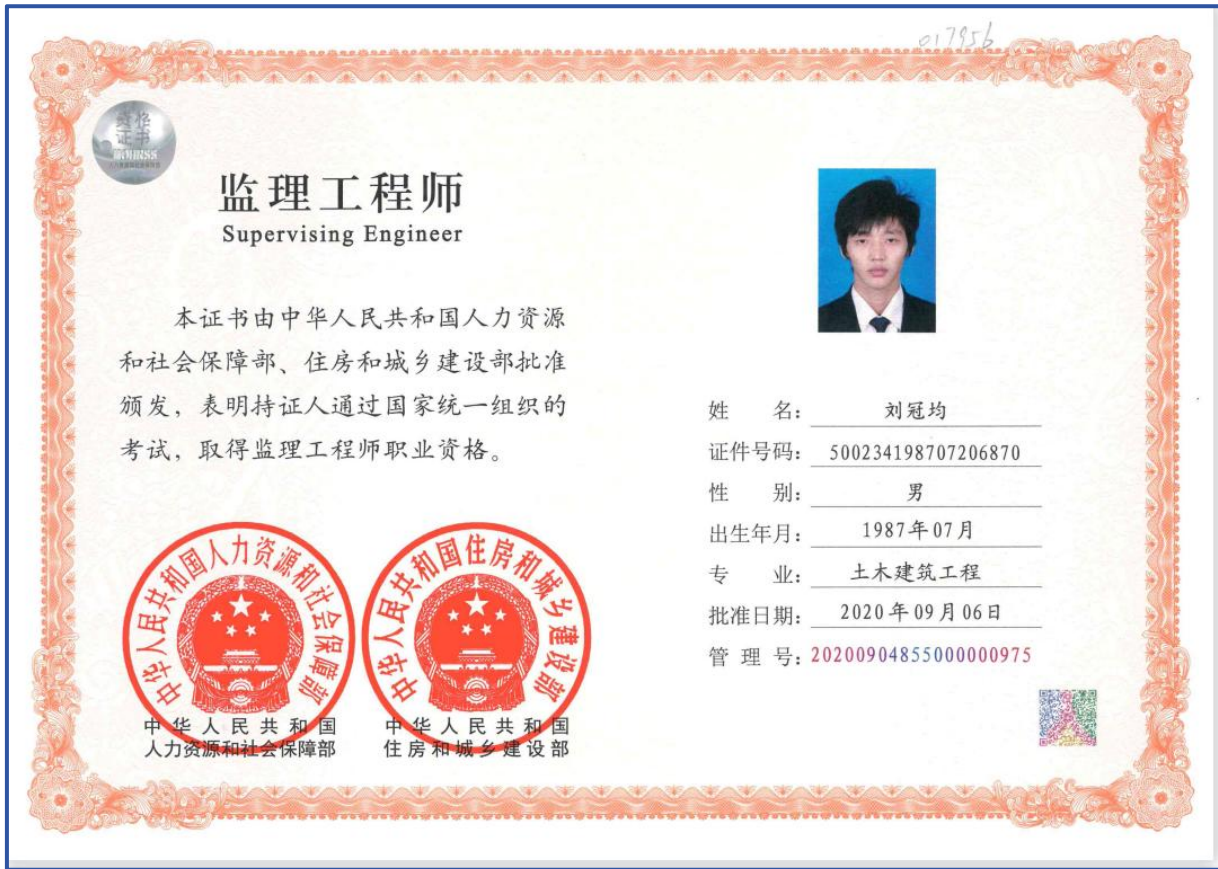 017956
资格
证书
MOHRSS
监理工程师
Supervising Engineer
本证书由中华人民共和国人力资源
和社会保障部、住房和城乡建设部批准
颁发，表明持证人通过国家统一组织的
考试，取得监理工程师职业资格。
姓 名： 刘冠均
证件号码： 500234198707206870
性 别： 男
出生年月： 1987年07月
专 业： 土木建筑工程
批准日期： 2020年09月06日
管 理 号： 20200904855000000975
中华人民共和国人力资源和社会保障部
中华人民共和国住房和城乡建设部
中华人民共和国
人力资源和社会保障部
中华人民共和国
住房和城乡建设部